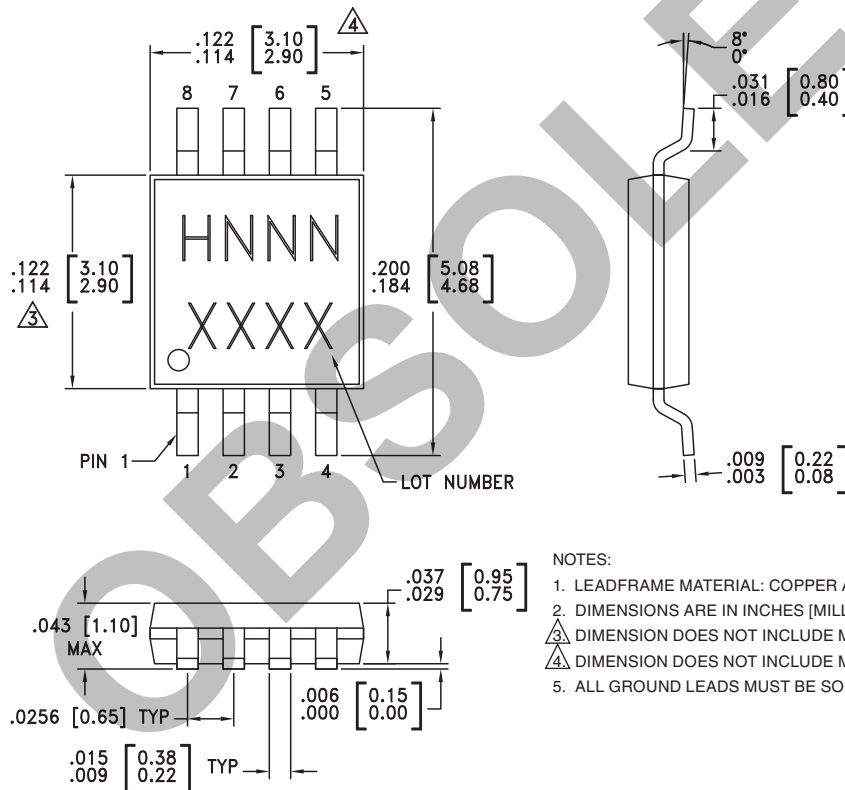 .122 [3.10]
.114 [2.90]
4
8 7 6 5
HNNN
XXXX
.122 [3.10]
.114 [2.90]
3
.200 [5.08]
.184 [4.68]
PIN 1
1 2 3 4
LOT NUMBER
8°
0°
.031 [0.80]
.016 [0.40]
.009 [0.22]
.003 [0.08]
.043 [1.10]
MAX
.037 [0.95]
.029 [0.75]
.0256 [0.65] TYP
.006 [0.15]
.000 [0.00]
.015 [0.38]
.009 [0.22]
TYP
NOTES:
1. LEADFRAME MATERIAL: COPPER
2. DIMENSIONS ARE IN INCHES
3. DIMENSION DOES NOT INCLUDE
4. DIMENSION DOES NOT INCLUDE
5. ALL GROUND LEADS MUST BE
OBSOLE